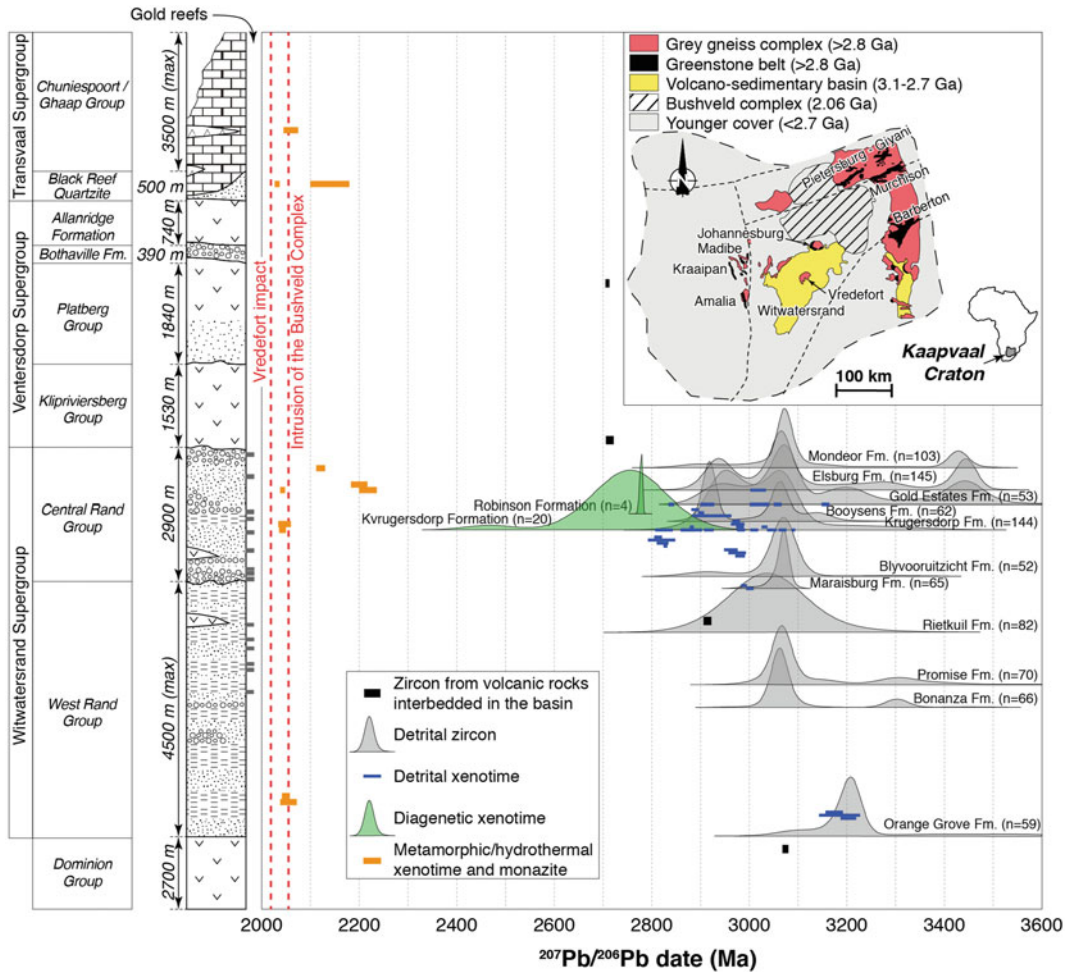 Gold reefs
Transvaal Supergroup
Chuniespoort /
Ghaap Group
3500 m (max)
Black Reef
Quartzite
500 m
Ventersdorp Supergroup
Allanridge
Formation
740 m
Bothaville Fm.
390 m
Platberg
Group
1840 m
Klipriviersberg
Group
1530 m
Witwatersrand Supergroup
Central Rand
Group
2900 m
West Rand
Group
4500 m (max)
Dominion
Group
2700 m
Vredefort impact
Intrusion of the Bushveld Complex
Grey gneiss complex (>2.8 Ga)
Greenstone belt (>2.8 Ga)
Volcano-sedimentary basin (3.1-2.7 Ga)
Bushveld complex (2.06 Ga)
Younger cover (<2.7 Ga)
N
Pietersburg - Giyani
Murchison
Barberton
Johannesburg
Madibe
Kraaipan
Amalia
Vredefort
Witwatersrand
Kaapvaal
Craton
100 km
Mondeor Fm. (n=103)
Elsburg Fm. (n=145)
Gold Estates Fm. (n=53)
Robinson Formation (n=4)
Booysens Fm. (n=62)
Kvrugersdorp Formation (n=20)
Krugersdorp Fm. (n=144)
Blyvooruitzicht Fm. (n=52)
Maraisburg Fm. (n=65)
Rietkuil Fm. (n=82)
Promise Fm. (n=70)
Bonanza Fm. (n=66)
Orange Grove Fm. (n=59)
Zircon from volcanic rocks
interbedded in the basin
Detrital zircon
Detrital xenotime
Diagenetic xenotime
Metamorphic/hydrothermal
xenotime and monazite
2000 2200 2400 2600 2800 3000 3200 3400 3600
²⁰⁷Pb/²⁰⁶Pb date (Ma)